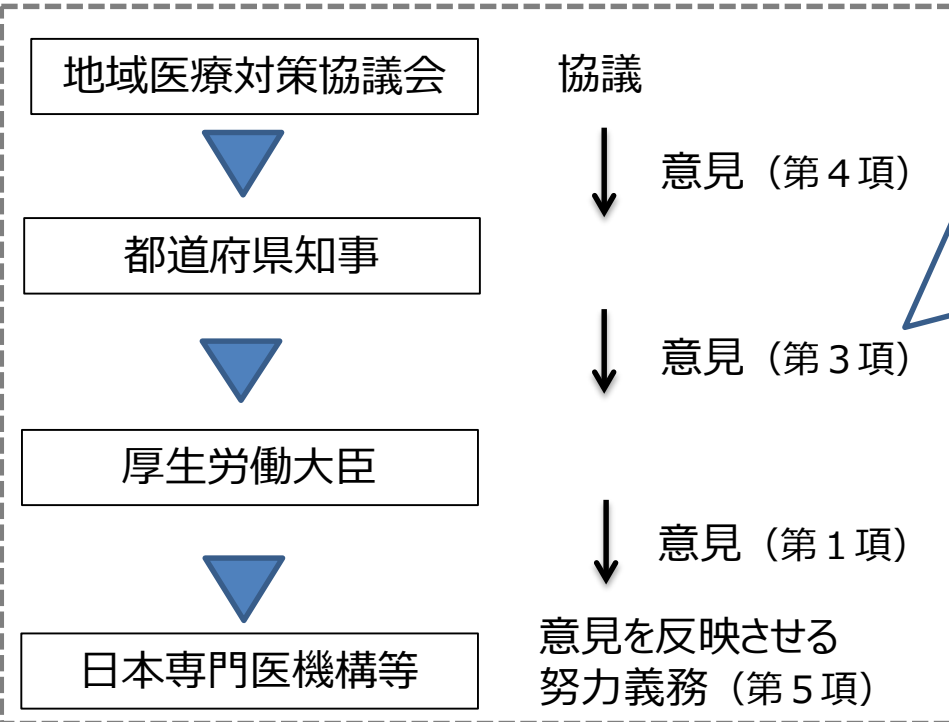 地域医療対策協議会 協議
意見（第４項）
都道府県知事
意見（第３項）
厚生労働大臣
意見（第１項）
日本専門医機構等
意見を反映させる
努力義務（第５項）